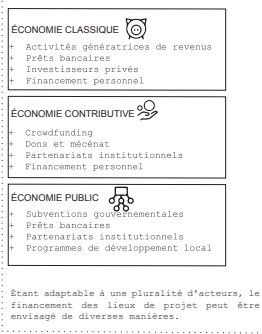 ÉCONOMIE CLASSIQUE
+ Activités génératrices de revenus
+ Prêts bancaires
+ Investisseurs privés
+ Financement personnel
ÉCONOMIE CONTRIBUTIVE
+ Crowdfunding
+ Dons et mécénat
+ Partenariats institutionnels
+ Financement personnel
ÉCONOMIE PUBLIC
+ Subventions gouvernementales
+ Prêts bancaires
+ Partenariats institutionnels
+ Programmes de développement local
Étant adaptable à une pluralité d'acteurs, le
financement des lieux de projet peut être
envisagé de diverses manières.